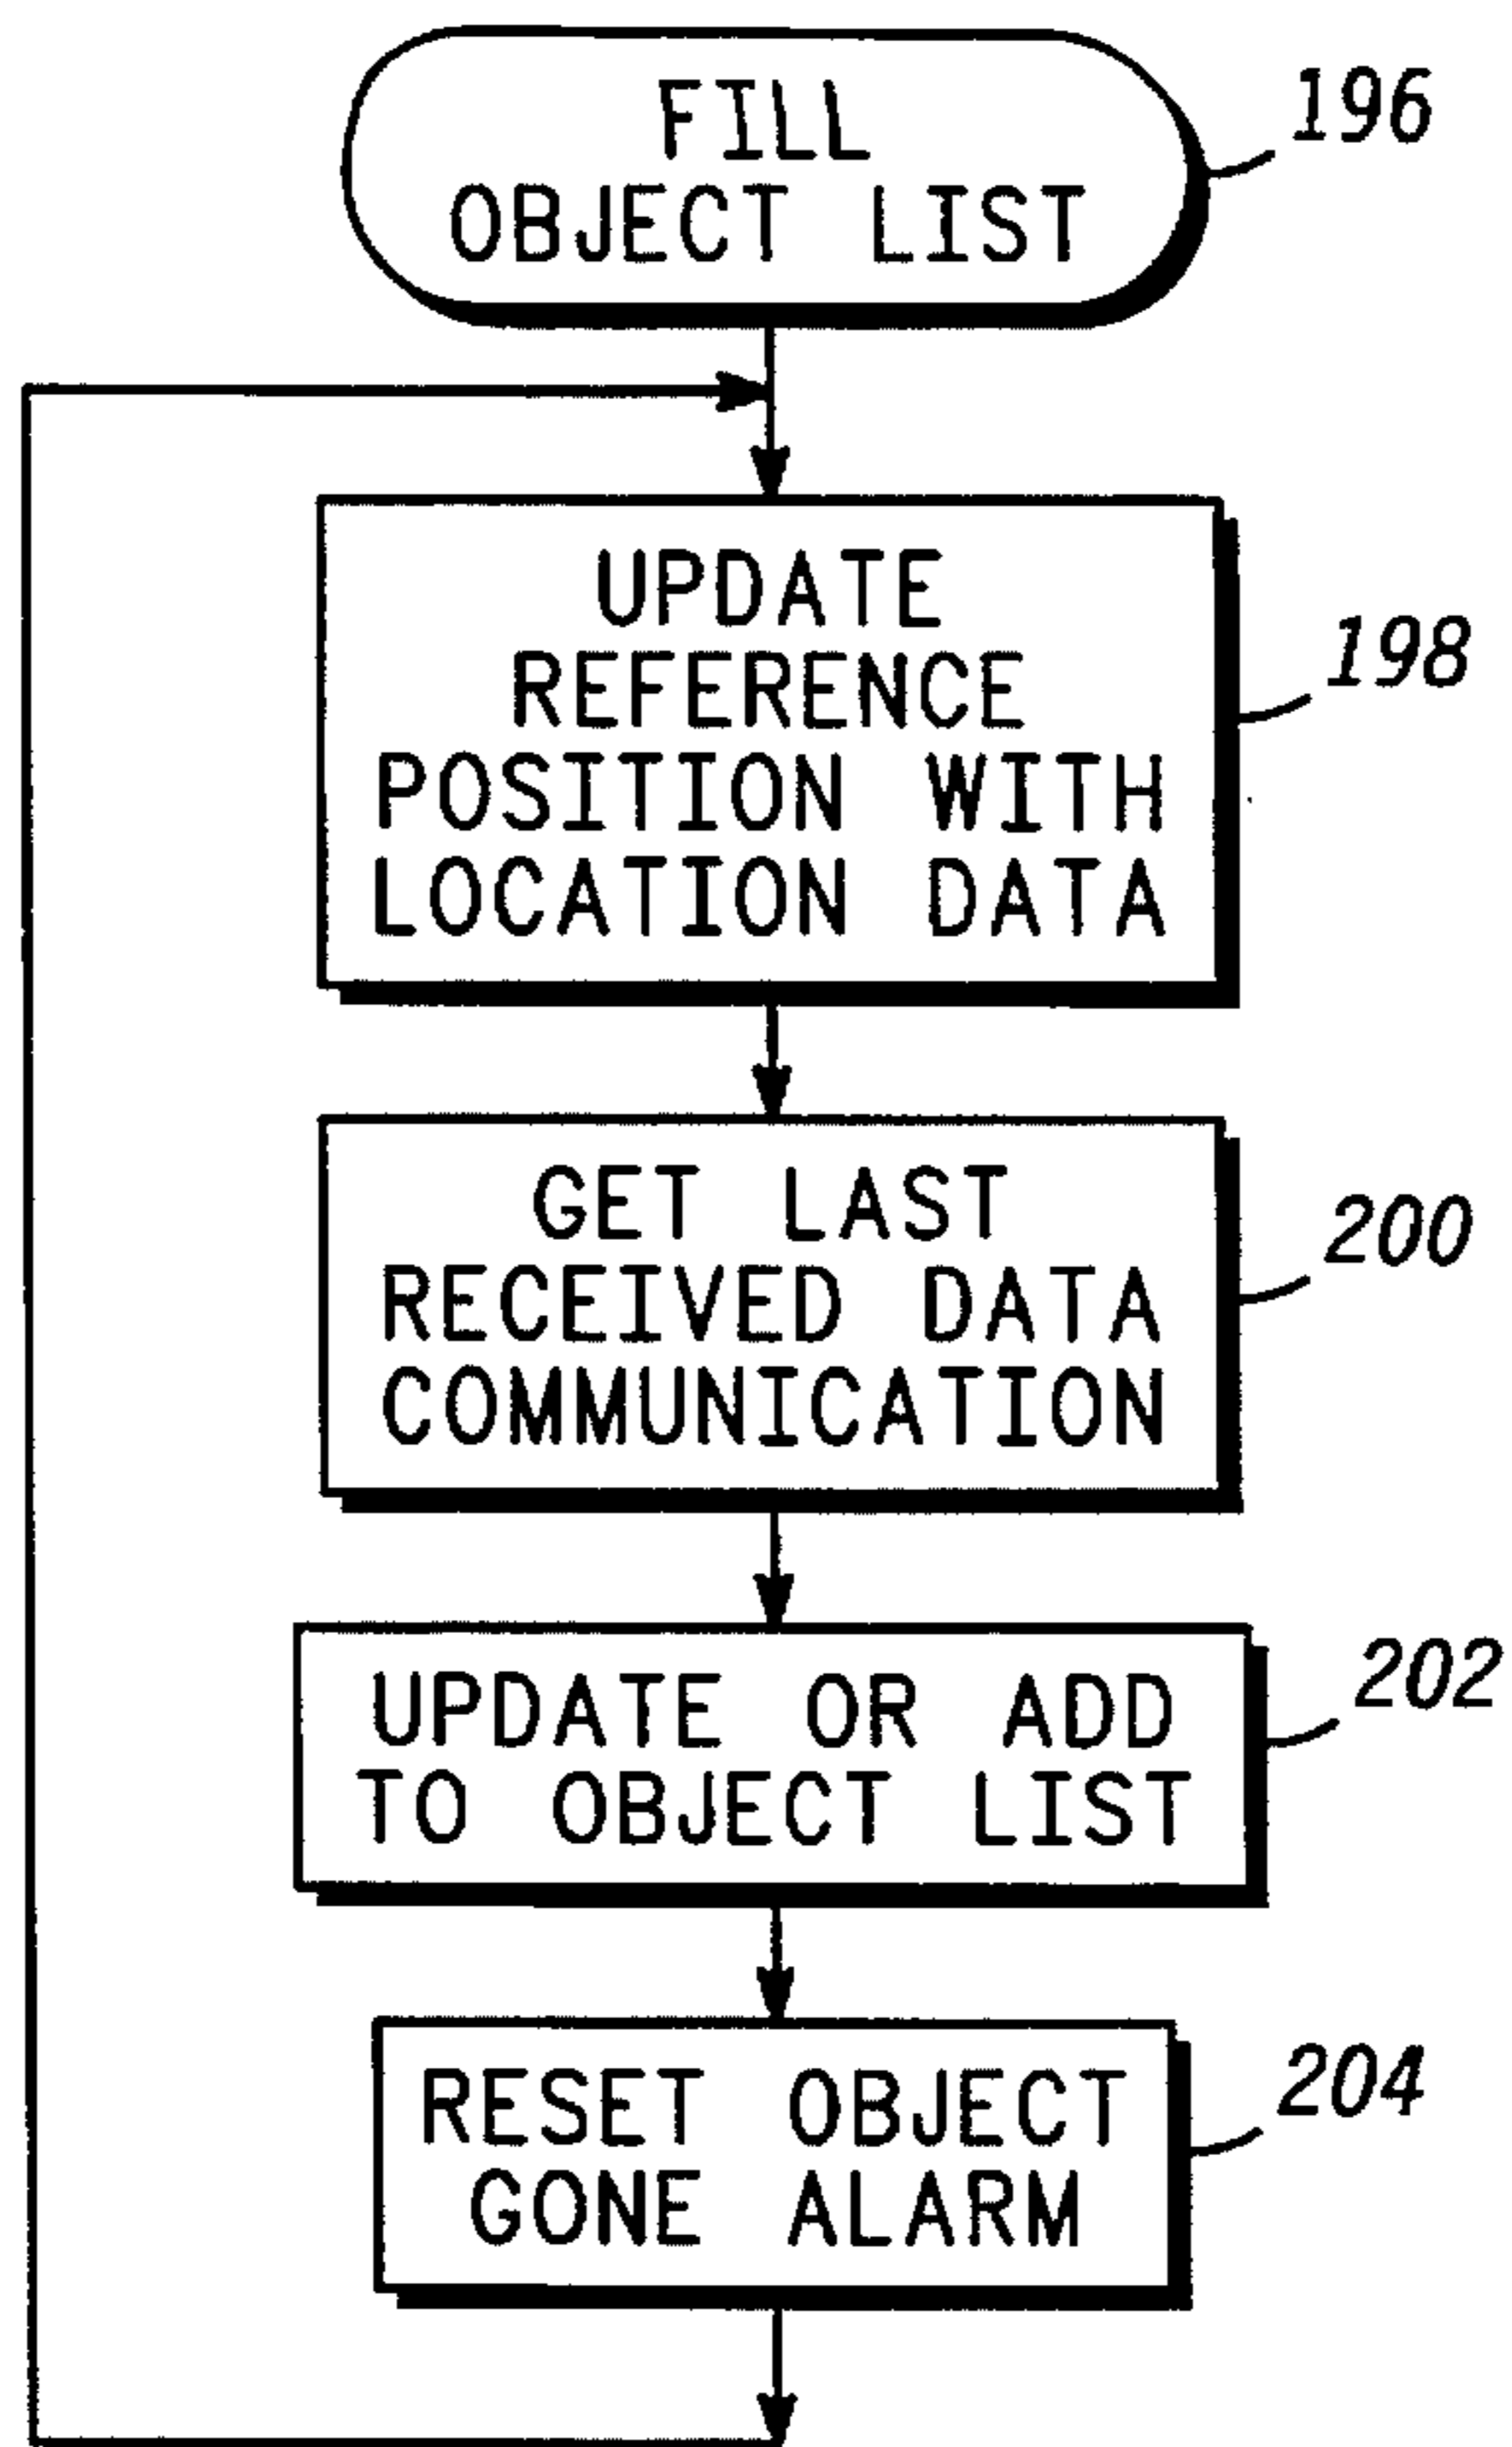 FILL
OBJECT LIST
196
UPDATE
REFERENCE
POSITION WITH
LOCATION DATA
198
GET LAST
RECEIVED DATA
COMMUNICATION
200
UPDATE OR ADD
TO OBJECT LIST
202
RESET OBJECT
GONE ALARM
204